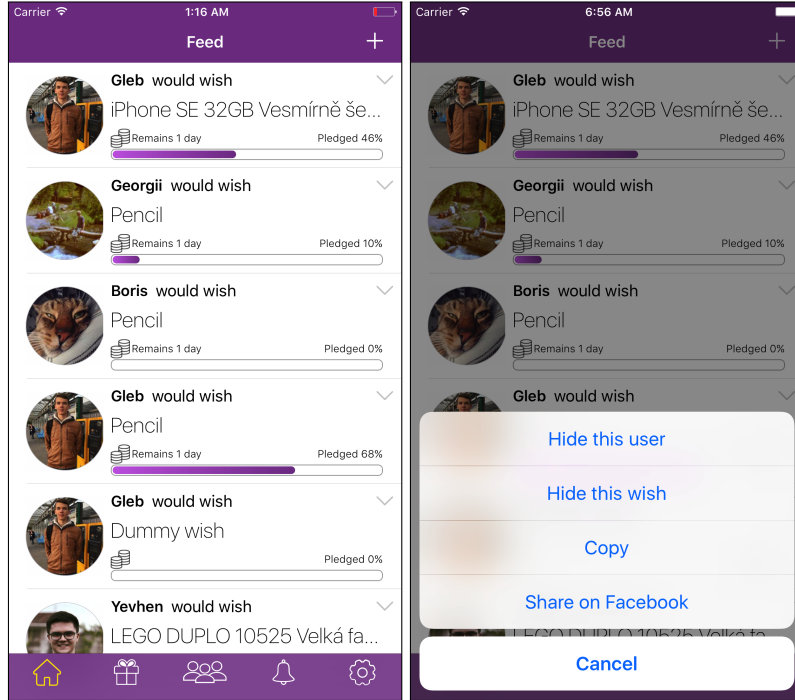 Carrier 1:16 AM
Feed +
Gleb would wish
iPhone SE 32GB Vesmírně še...
Remains 1 day Pledged 46%
Georgii would wish
Pencil
Remains 1 day Pledged 10%
Boris would wish
Pencil
Remains 1 day Pledged 0%
Gleb would wish
Pencil
Remains 1 day Pledged 68%
Gleb would wish
Dummy wish
Pledged 0%
Yevhen would wish
LEGO DUPLO 10525 Velká fa...
Carrier 6:56 AM
Feed +
Gleb would wish
iPhone SE 32GB Vesmírně še...
Remains 1 day Pledged 46%
Georgii would wish
Pencil
Remains 1 day Pledged 10%
Boris would wish
Pencil
Remains 1 day Pledged 0%
Gleb would wish
Hide this user
Hide this wish
Copy
Share on Facebook
LEGO DUPLO 10525 Velká fa...
Cancel